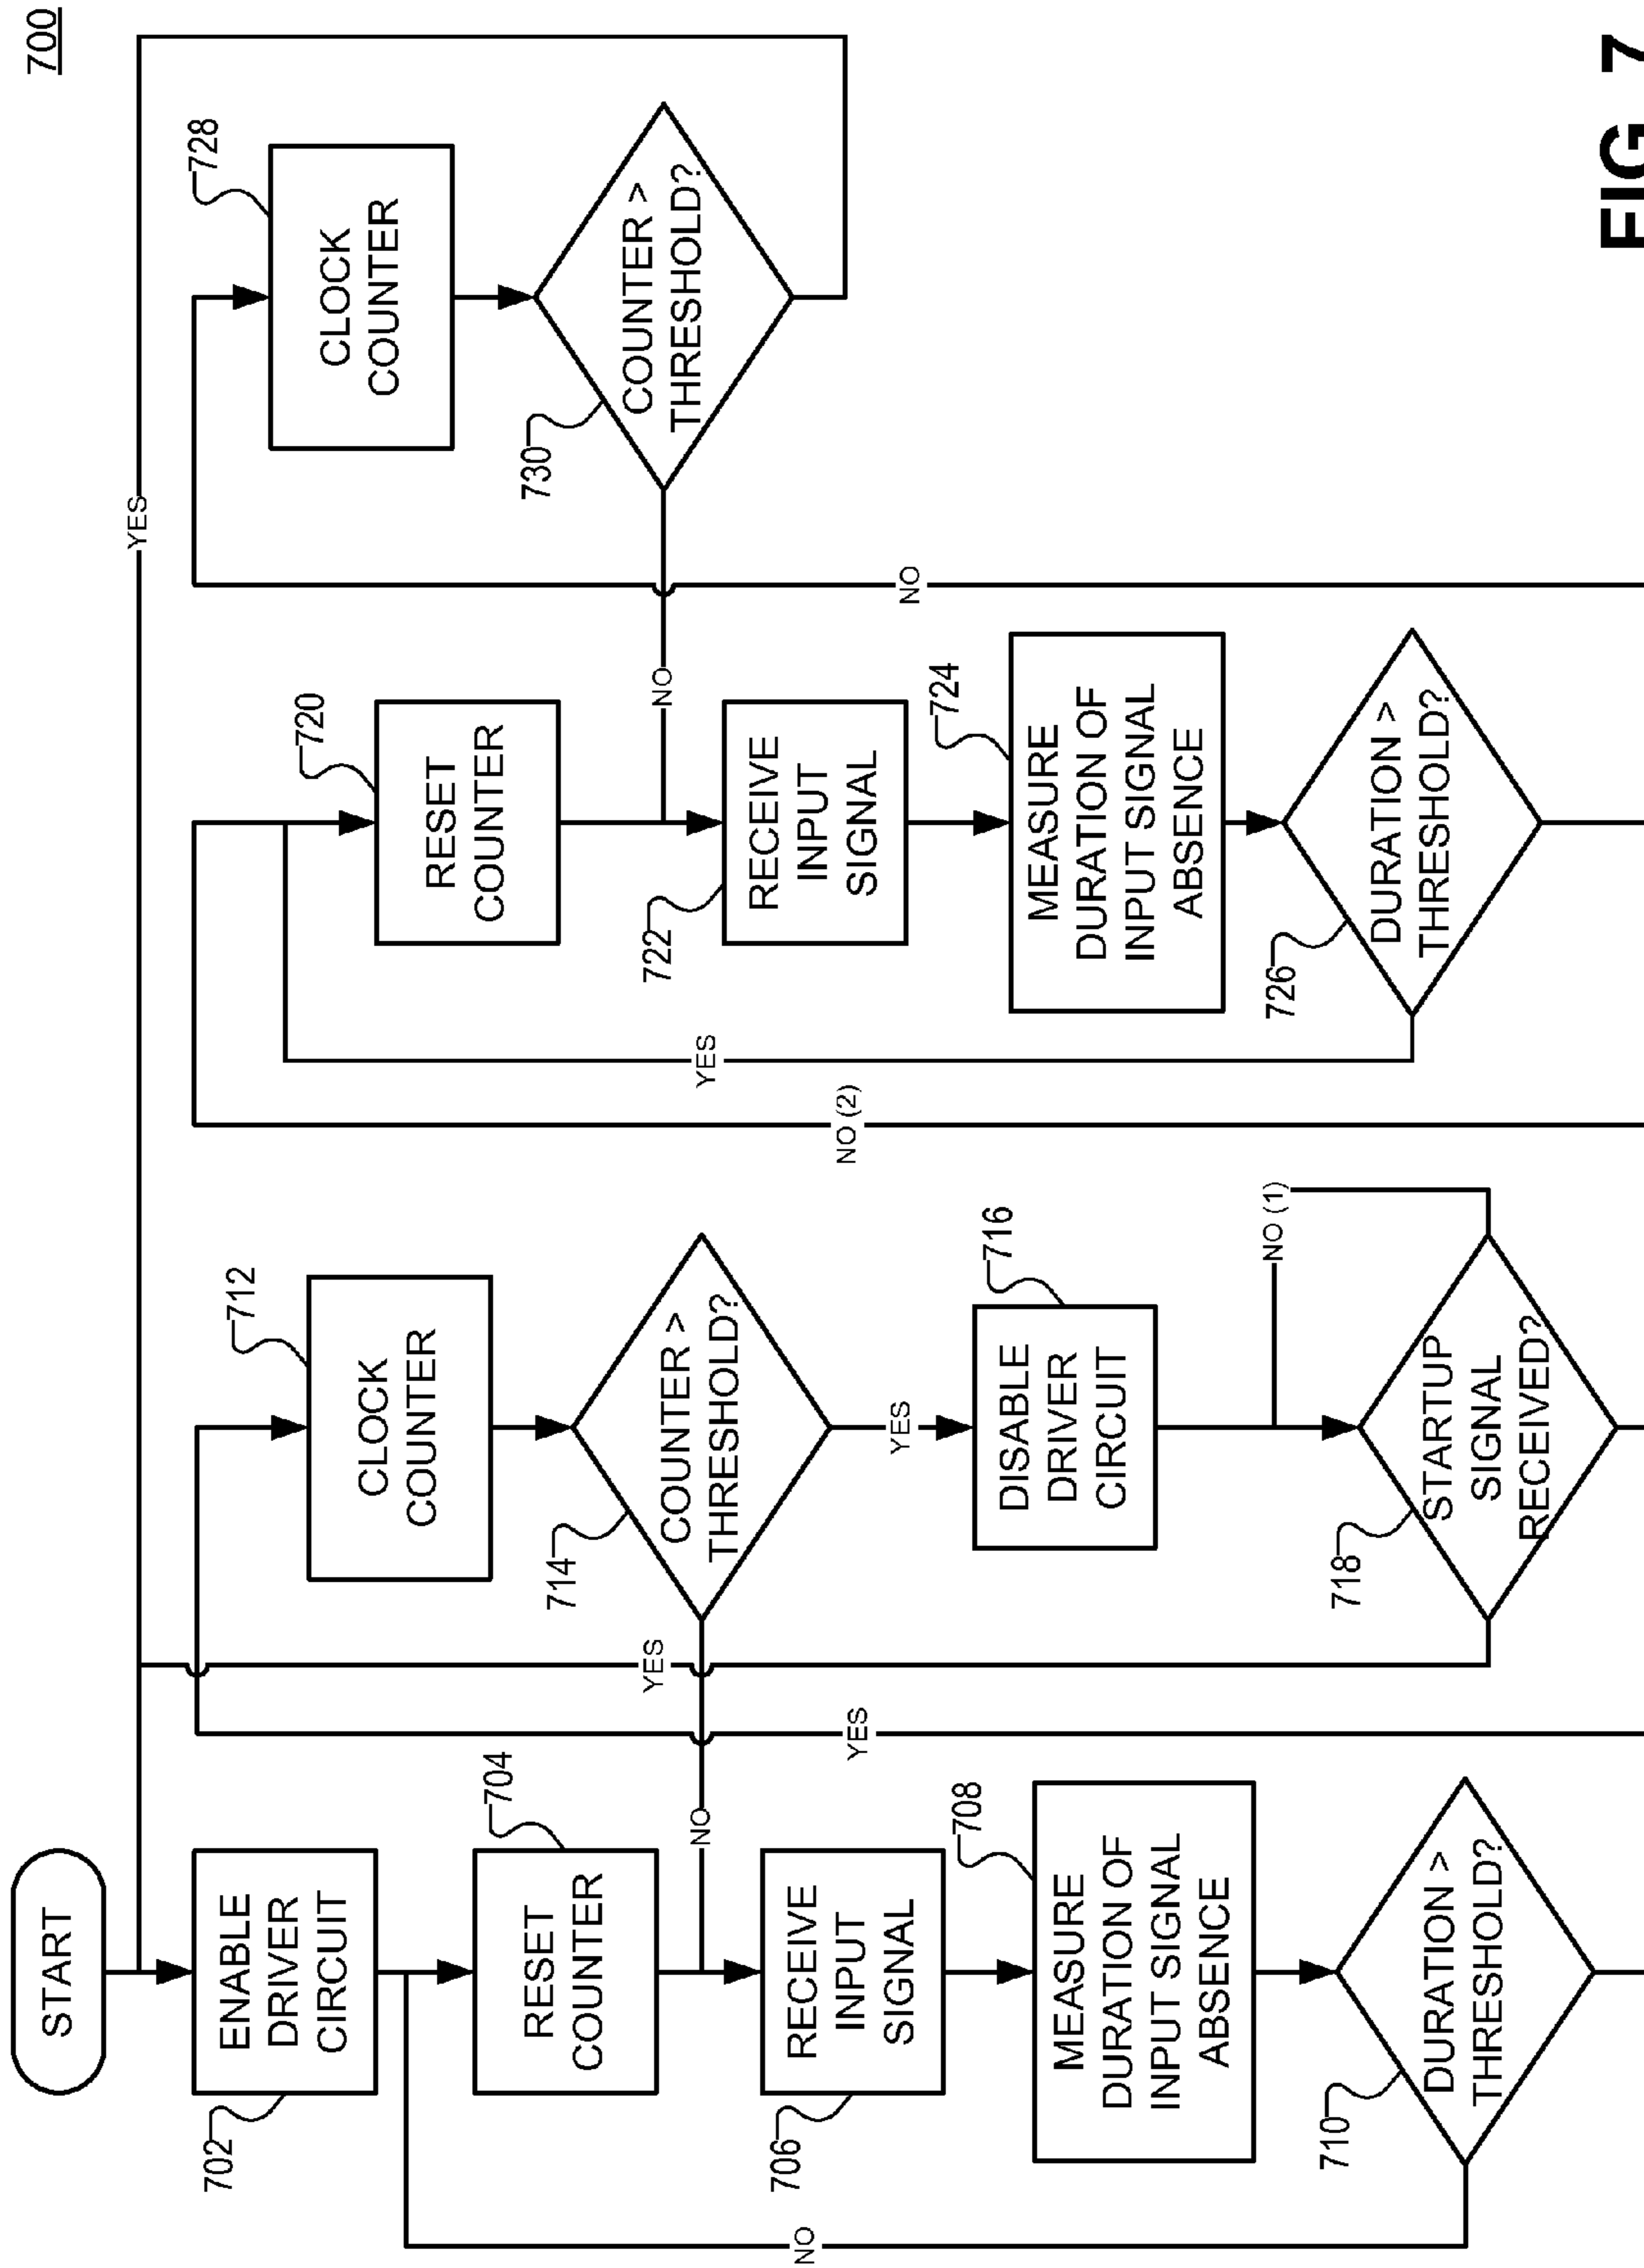 700
START
ENABLE
DRIVER
CIRCUIT
702
RESET
COUNTER
704
NO
RECEIVE
INPUT
SIGNAL
706
MEASURE
DURATION OF
INPUT SIGNAL
ABSENCE
708
DURATION >
THRESHOLD?
710
NO
YES
CLOCK
COUNTER
712
COUNTER >
THRESHOLD?
714
YES
YES
DISABLE
DRIVER
CIRCUIT
716
NO (1)
STARTUP
SIGNAL
RECEIVED?
718
NO (2)
RESET
COUNTER
720
NO
RECEIVE
INPUT
SIGNAL
722
MEASURE
DURATION OF
INPUT SIGNAL
ABSENCE
724
DURATION >
THRESHOLD?
726
YES
NO
CLOCK
COUNTER
728
COUNTER >
THRESHOLD?
730
YES
FIG 7